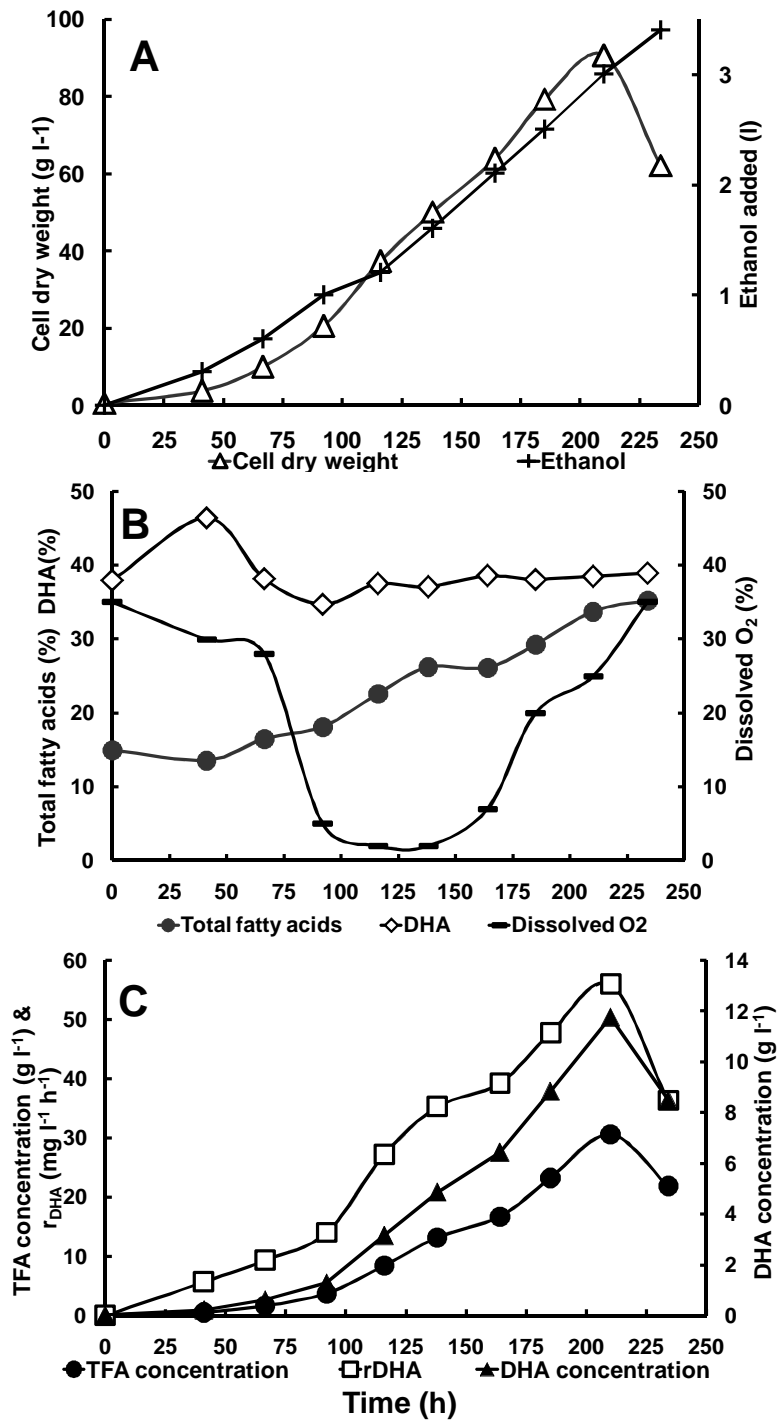 A
Cell dry weight (g l-1)
100
80
60
40
20
0
Ethanol added (l)
3
2
1
0
0 25 50 75 100 125 150 175 200 225 250
Cell dry weight Ethanol
B
Total fatty acids (%) DHA(%)
50
40
30
20
10
0
Dissolved O2 (%)
50
40
30
20
10
0
0 25 50 75 100 125 150 175 200 225 250
Total fatty acids DHA Dissolved O2
C
TFA concentration (g l-1) &
rDHA (mg l-1 h-1)
60
50
40
30
20
10
0
DHA concentration (g l-1)
14
12
10
8
6
4
2
0
0 25 50 75 100 125 150 175 200 225 250
TFA concentration rDHA DHA concentration
Time (h)